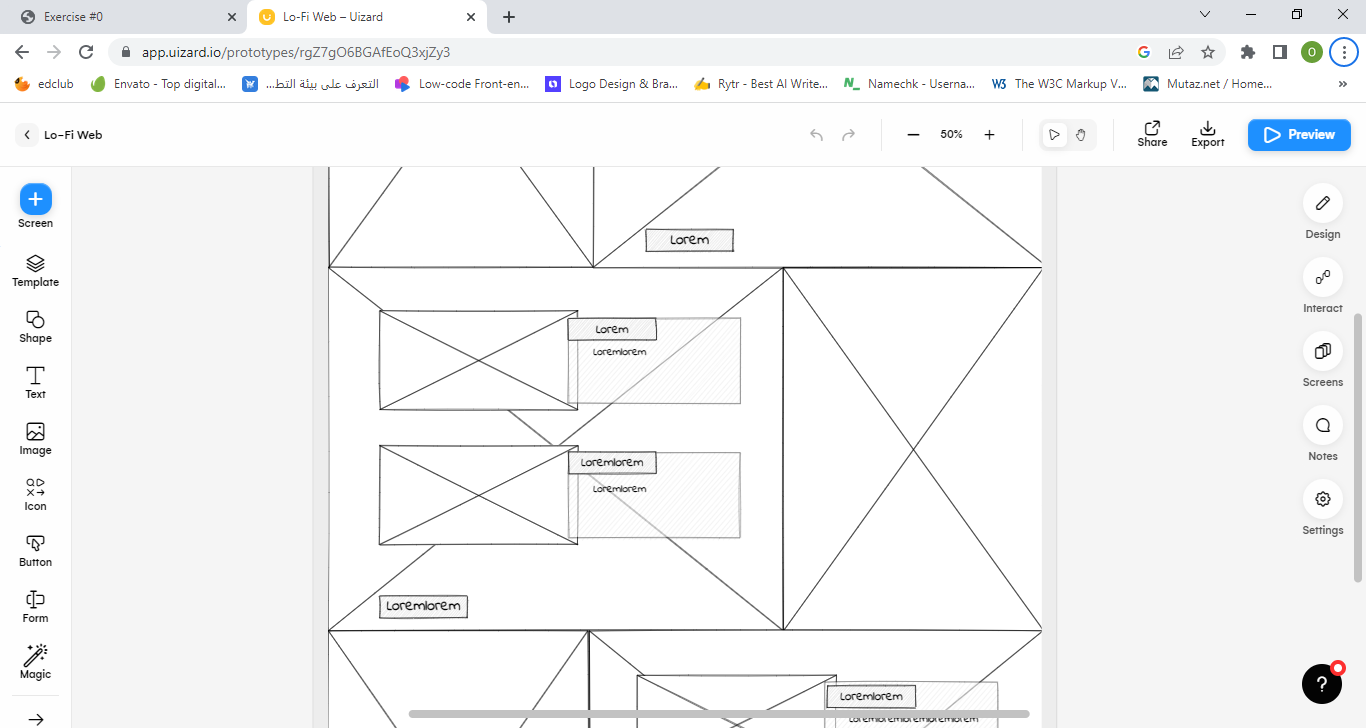 Exercise #0
Lo-Fi Web – Uizard
app.uizard.io/prototypes/rgZ7gO6BGAfEoQ3xjZy3
O
edclub
Envato - Top digital...
التعرف على بيئة التط...
Low-code Front-en...
Logo Design & Bra...
Rytr - Best AI Write...
Namechk - Userna...
W3 The W3C Markup V...
Mutaz.net / Home...
»
Lo-Fi Web
50%
Share
Export
Preview
Screen
Template
Shape
Text
Image
Icon
Button
Form
Magic
Lorem
Lorem
Loremlorem
Loremlorem
Loremlorem
Loremlorem
Loremlorem
Loremloremloremloremlorem
Design
Interact
Screens
Notes
Settings
?